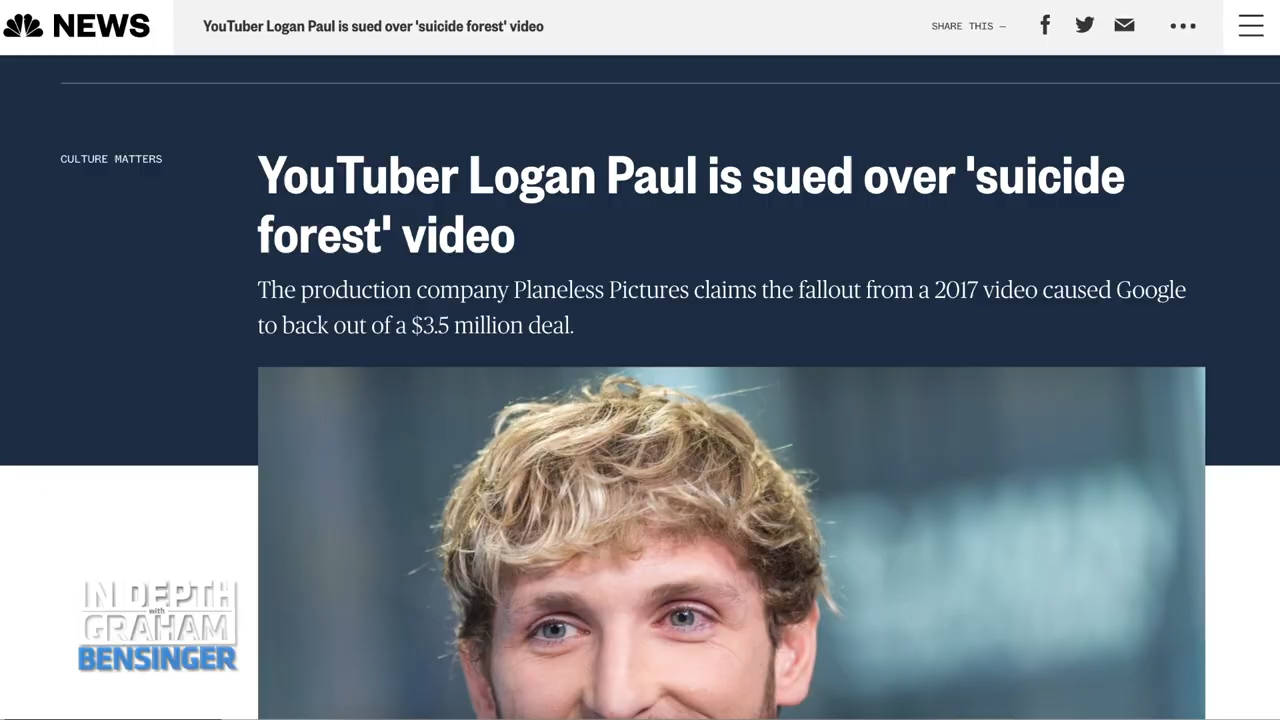 NEWS
YouTuber Logan Paul is sued over 'suicide forest' video
SHARE THIS —
CULTURE MATTERS
YouTuber Logan Paul is sued over 'suicide
forest' video
The production company Planeless Pictures claims the fallout from a 2017 video caused Google
to back out of a $3.5 million deal.
IN DEPTH
with
GRAHAM
BENSINGER